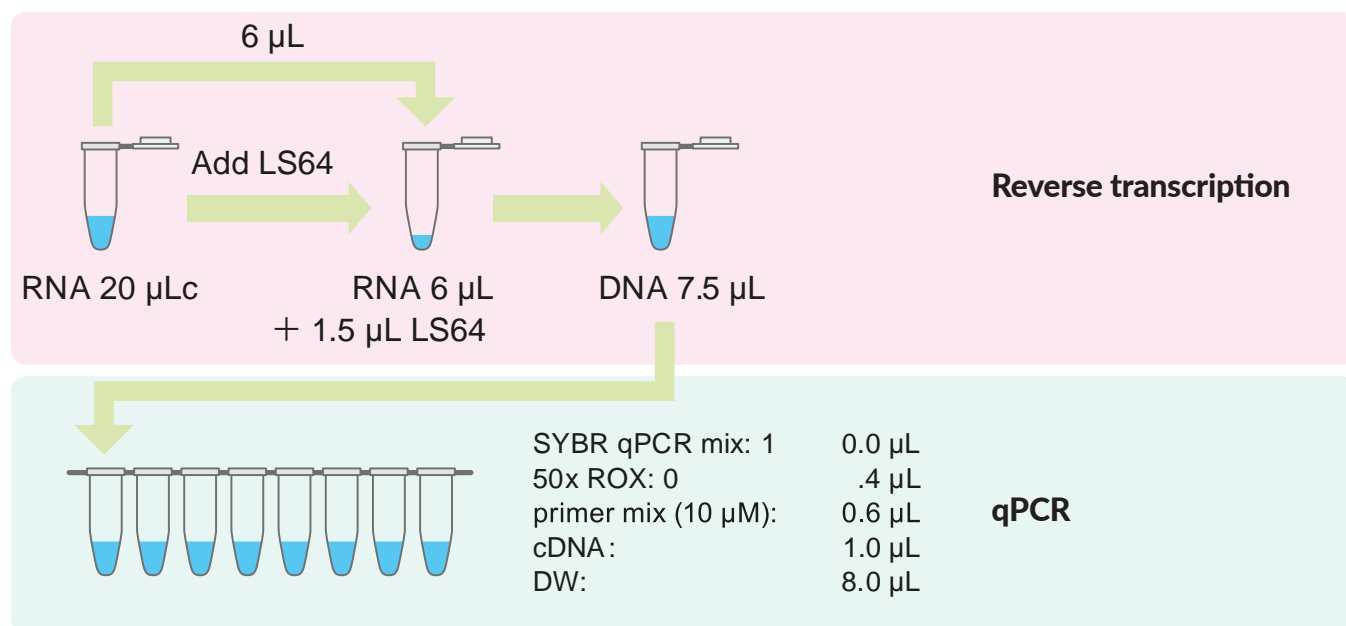 6 µL
Add LS64
Reverse transcription
RNA 20 µLc
RNA 6 µL
DNA 7.5 µL
+ 1.5 µL LS64
SYBR qPCR mix: 1 0.0 µL
50x ROX: 0 .4 µL
primer mix (10 µM): 0.6 µL
qPCR
cDNA: 1.0 µL
DW: 8.0 µL